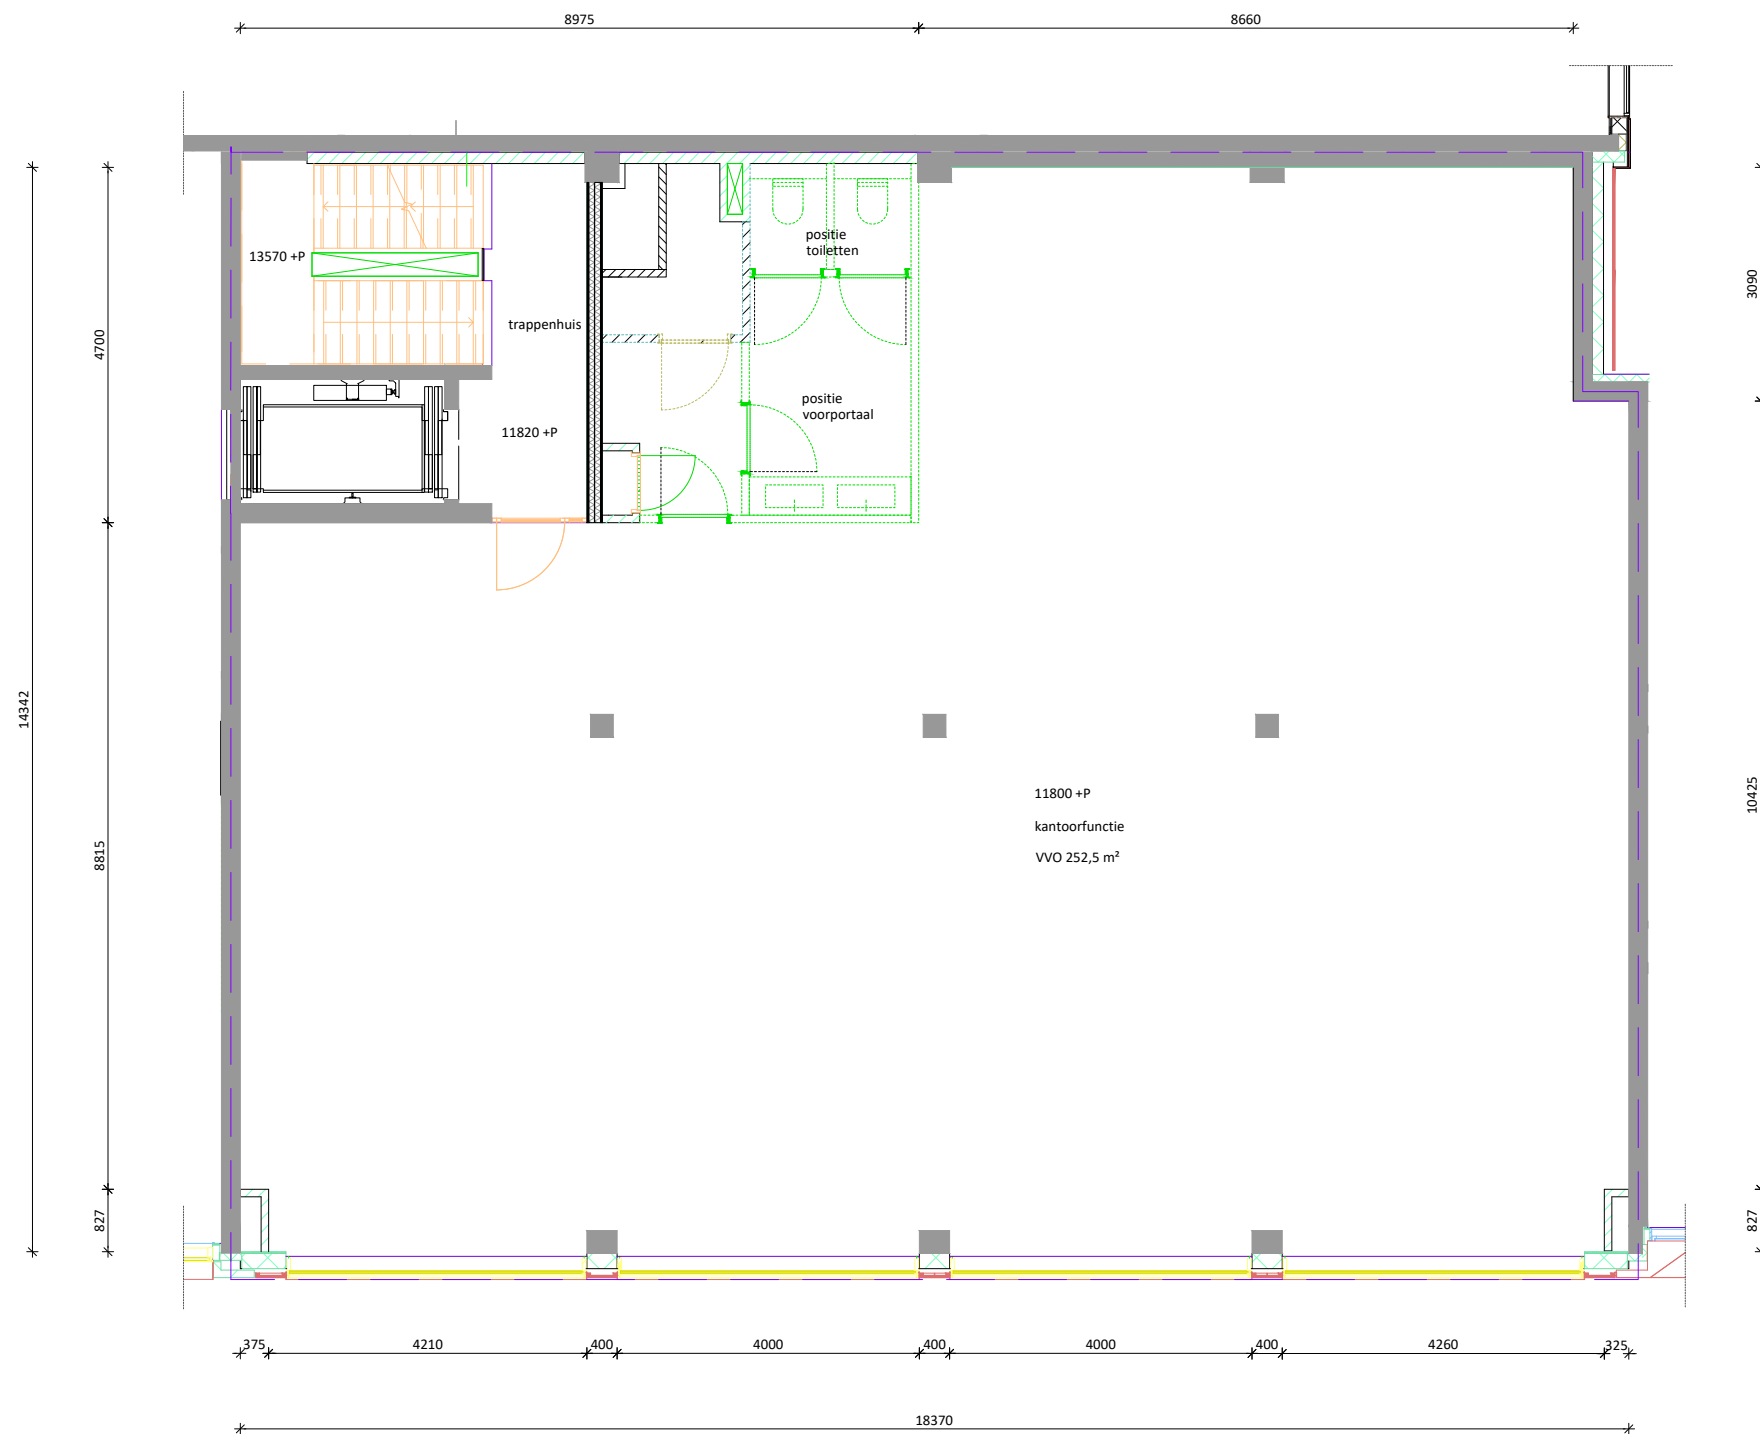 8975
8660
13570 +P
positie
toiletten
3090
trappenhuis
4700
positie
voorportaal
11820 +P
14342
11800 +P
10425
kantoorfunctie
8815
VVO 252,5 m²
827
827
375
4210
400
4000
400
4000
400
4260
325
18370